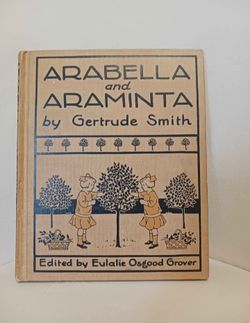 ARABELLA
and
ARAMINTA
by Gertrude Smith
Edited by Eulalie Osgood Grover